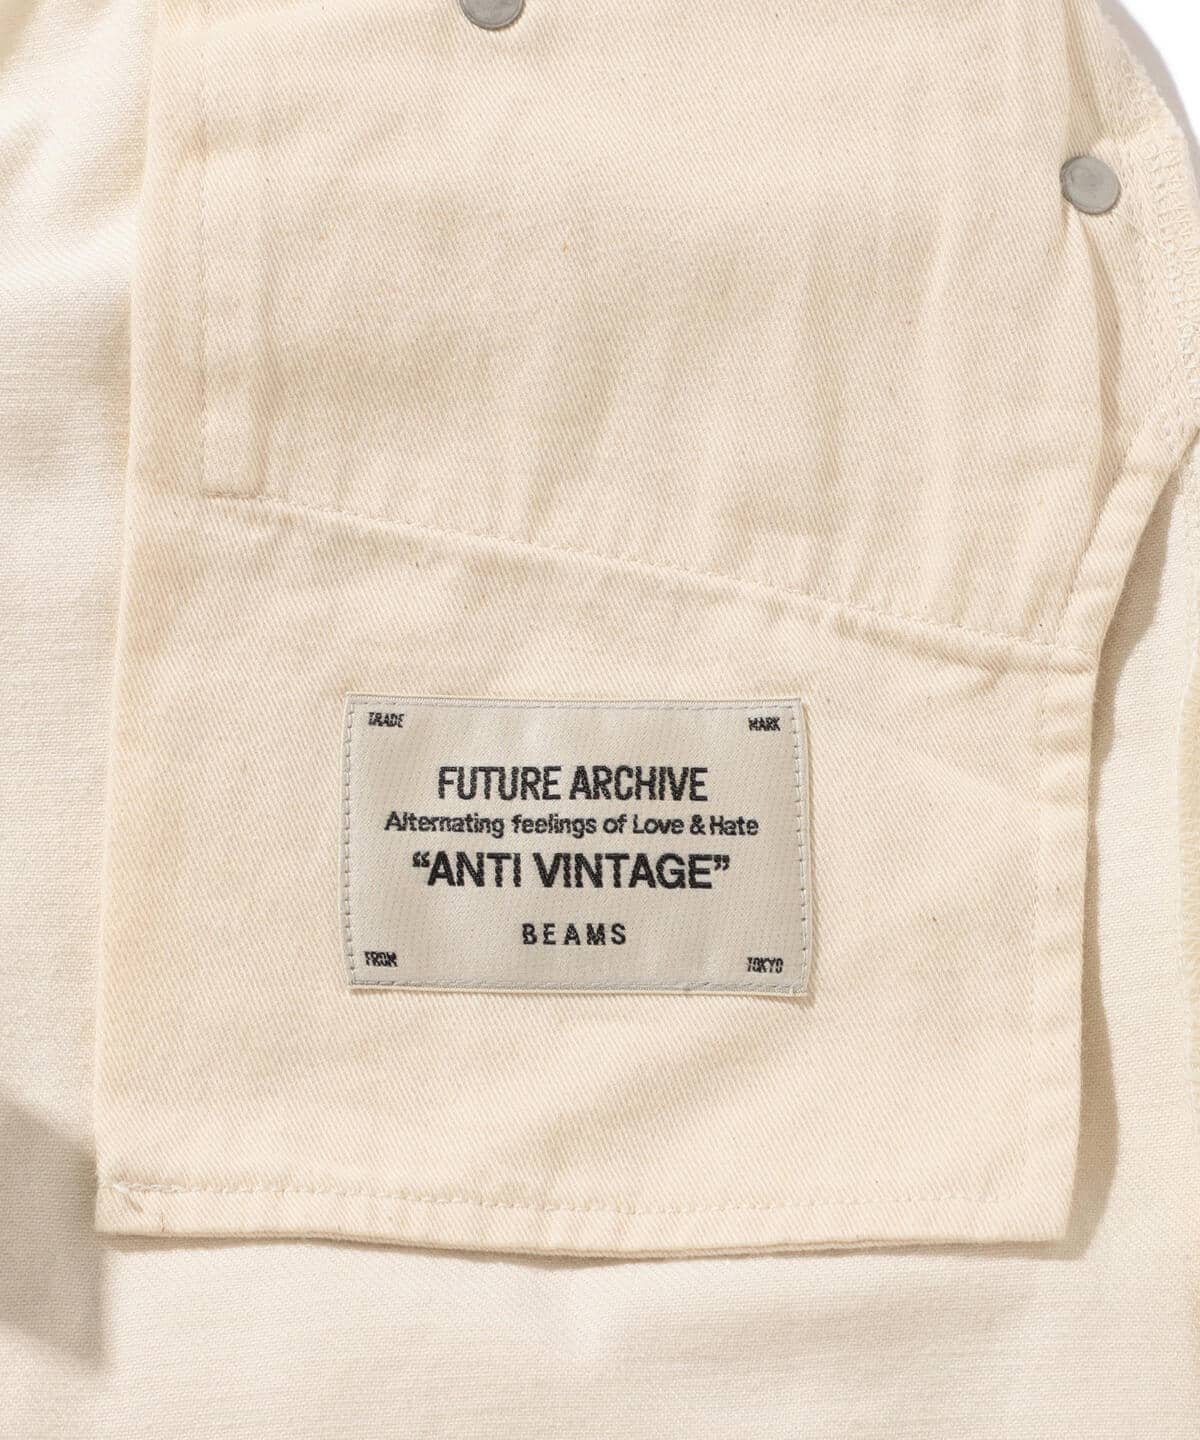 TRADE MARK
FUTURE ARCHIVE
Alternating feelings of Love & Hate
“ANTI VINTAGE”
BEAMS
FROM TOKYO